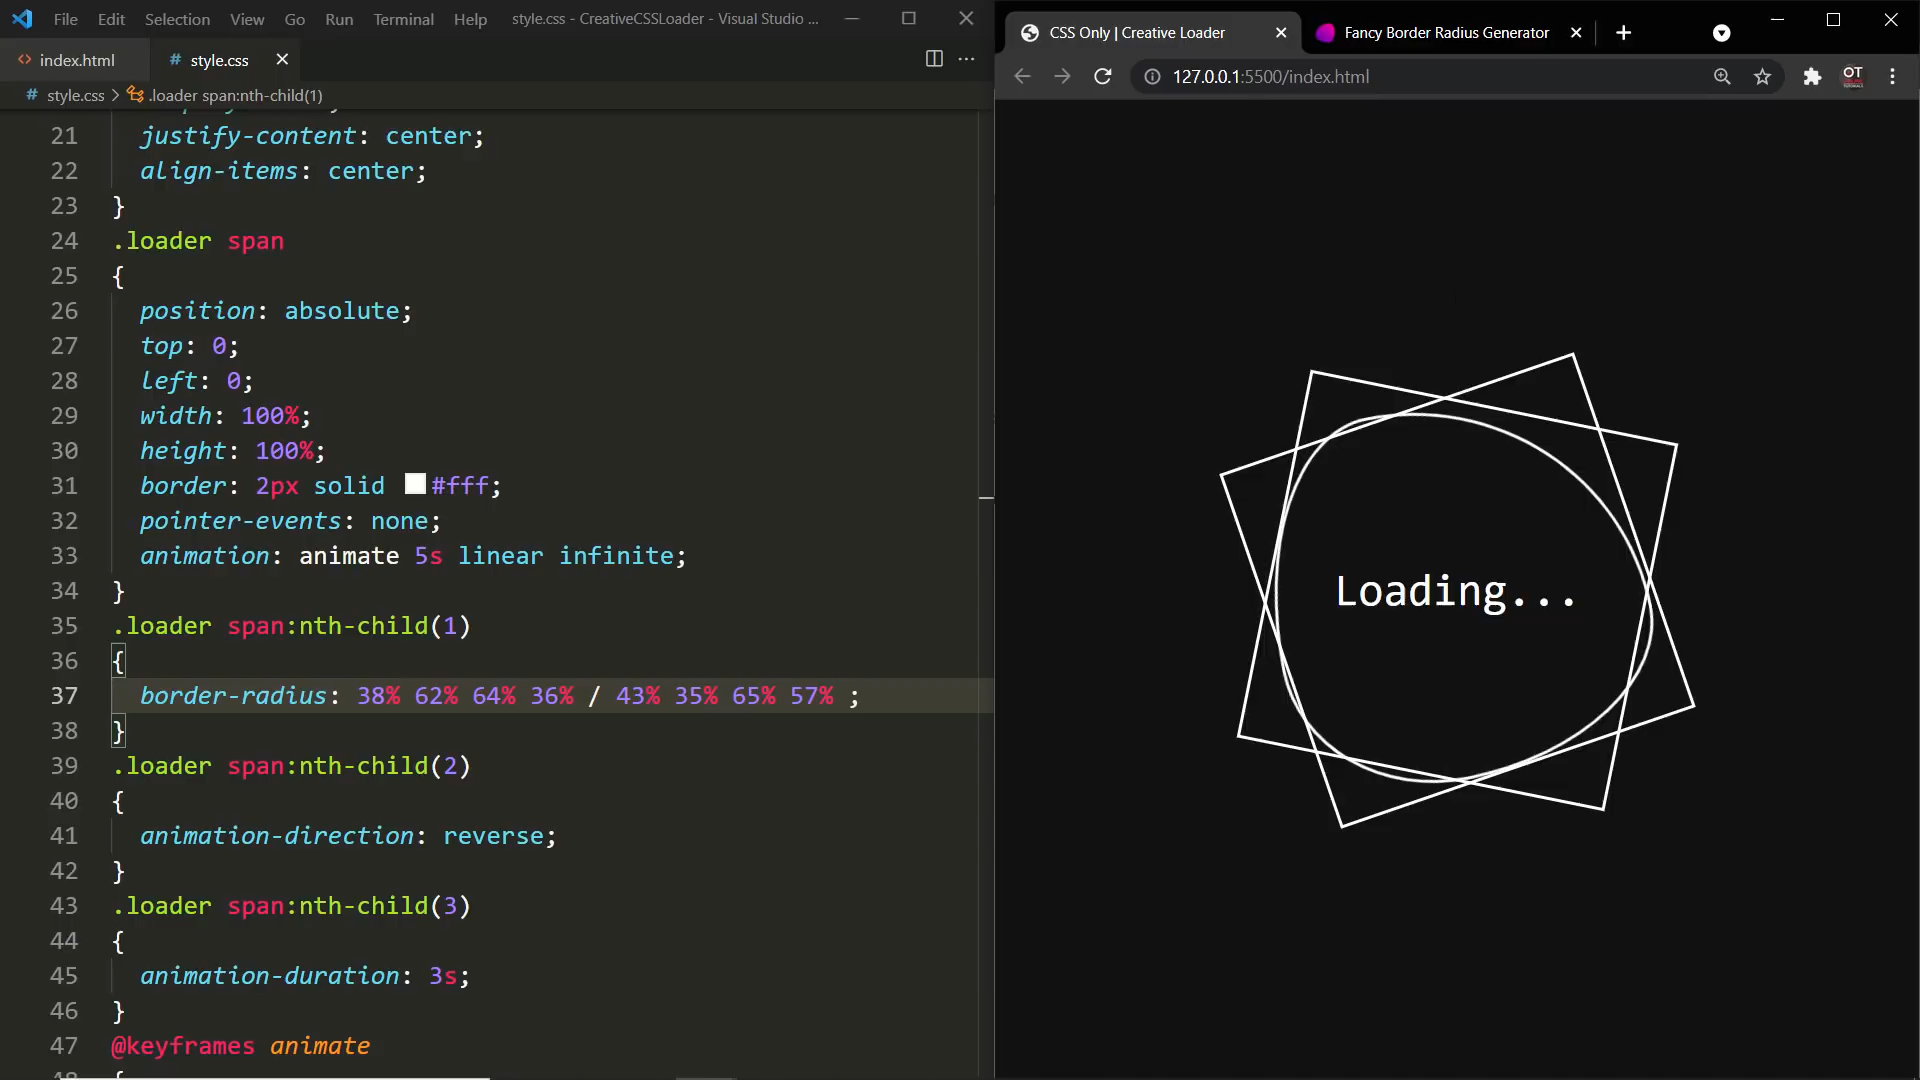 File Edit Selection View Go Run Terminal Help style.css - CreativeCSSLoader - Visual Studio ...
index.html # style.css
# style.css > .loader span:nth-child(1)
21 justify-content: center;
22 align-items: center;
23 }
24 .loader span
25 {
26 position: absolute;
27 top: 0;
28 left: 0;
29 width: 100%;
30 height: 100%;
31 border: 2px solid #fff;
32 pointer-events: none;
33 animation: animate 5s linear infinite;
34 }
35 .loader span:nth-child(1)
36 {
37 border-radius: 38% 62% 64% 36% / 43% 35% 65% 57% ;
38 }
39 .loader span:nth-child(2)
40 {
41 animation-direction: reverse;
42 }
43 .loader span:nth-child(3)
44 {
45 animation-duration: 3s;
46 }
47 @keyframes animate
CSS Only | Creative Loader Fancy Border Radius Generator
127.0.0.1:5500/index.html OT
Loading...